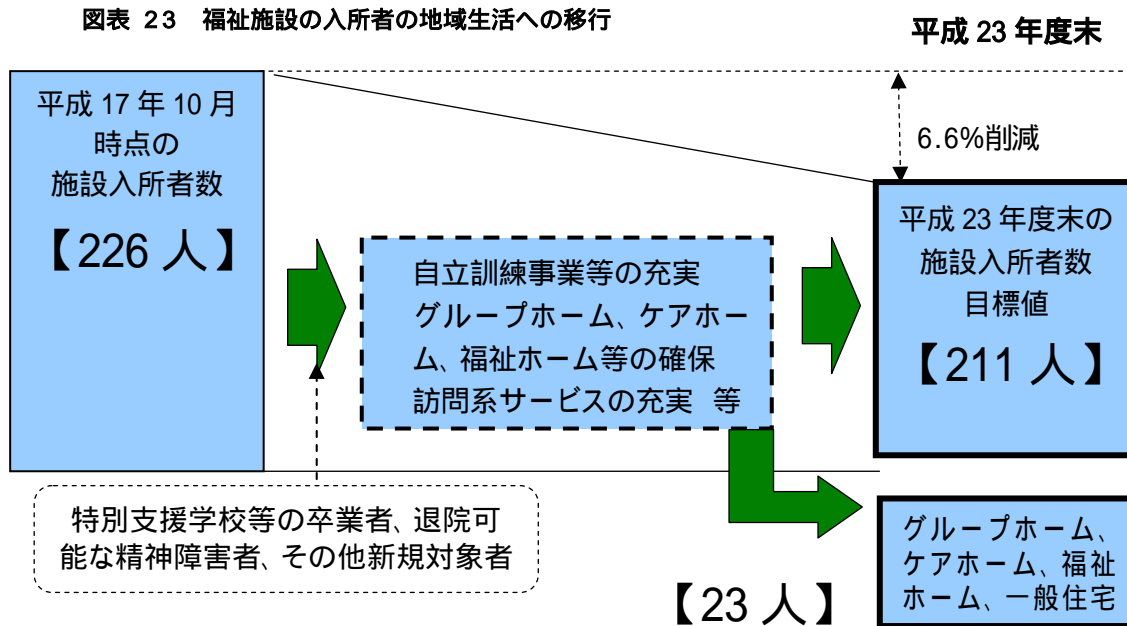 図表 23 福祉施設の入所者の地域生活への移行
平成 23 年度末
平成 17 年 10 月
時点の
施設入所者数
【226 人】
6.6%削減
自立訓練事業等の充実
グループホーム、ケアホー
ム、福祉ホーム等の確保
訪問系サービスの充実 等
平成 23 年度末の
施設入所者数
目標値
【211 人】
特別支援学校等の卒業者、退院可
能な精神障害者、その他新規対象者
【23 人】
グループホーム、
ケアホーム、福祉
ホーム、一般住宅